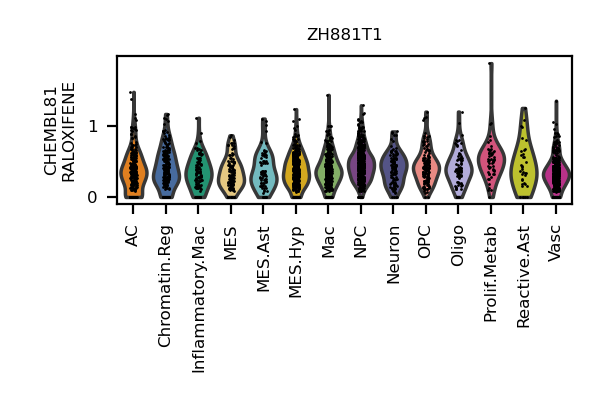 ZH881T1
CHEMBL81
RALOXIFENE
1
0
AC
Chromatin.Reg
Inflammatory.Mac
MES
MES.Ast
MES.Hyp
Mac
NPC
Neuron
OPC
Oligo
Prolif.Metab
Reactive.Ast
Vasc